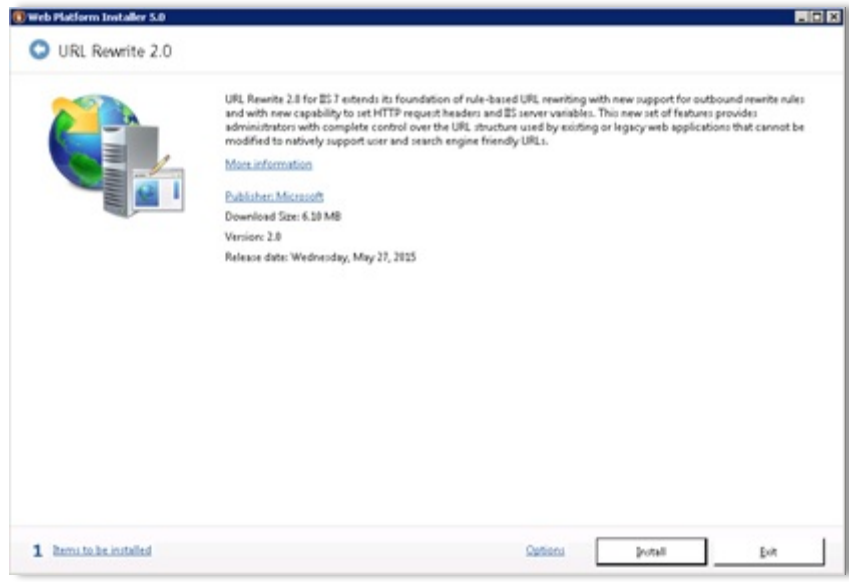 Web Platform Installer 5.0
URL Rewrite 2.0
URL Rewrite 2.0 for IIS 7 extends its foundation of rule-based URL rewriting with new support for outbound rewrite rules
and with new capability to set HTTP request headers and IIS server variables. This new set of features provides
administrators with complete control over the URL structure used by existing or legacy web applications that cannot be
modified to natively support user and search engine friendly URLs.
More information
Publisher: Microsoft
Download Size: 6.10 MB
Version: 2.0
Release date: Wednesday, May 27, 2015
1 Items to be installed
Options
Install
Exit